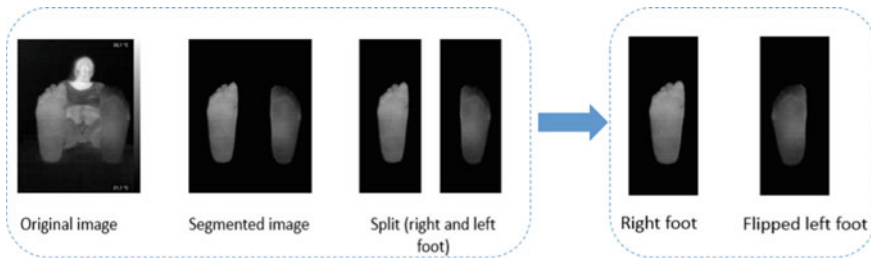 Original image
Segmented image
Split (right and left
foot)
Right foot
Flipped left foot